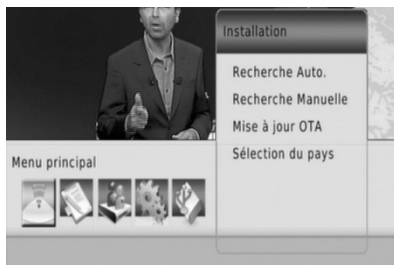 Installation
Recherche Auto.
Recherche Manuelle
Mise à jour OTA
Sélection du pays
Menu principal